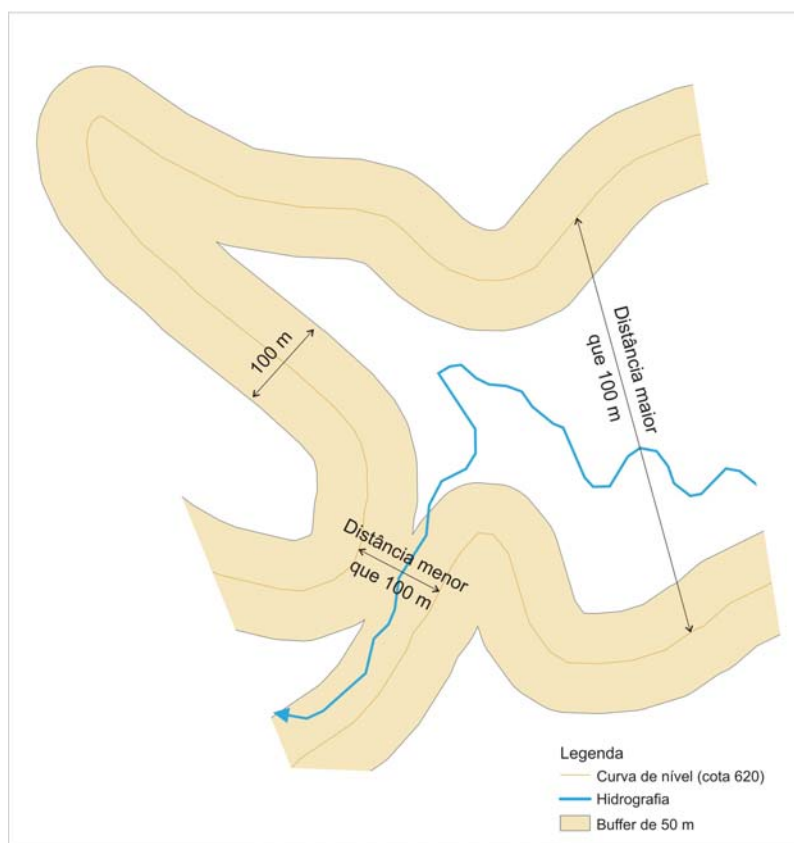 100 m
Distância maior
que 100 m
Distância menor
que 100 m
Legenda
Curva de nível (cota 620)
Hidrografia
Buffer de 50 m